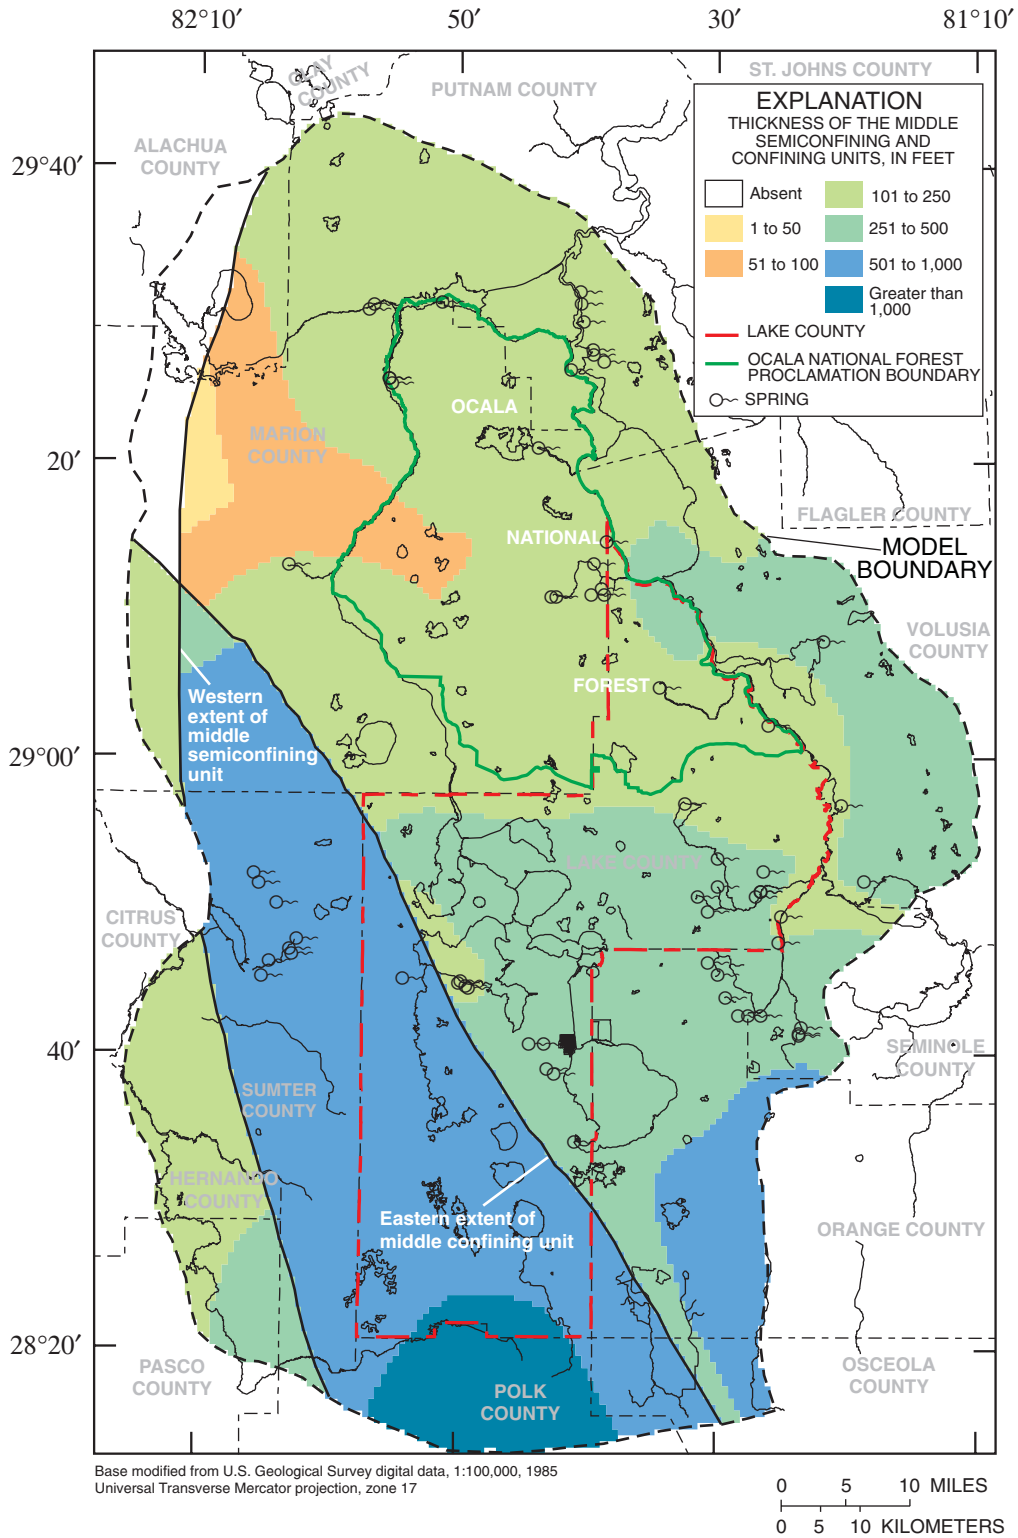 82°10'
50'
30'
81°10'
CLAY
COUNTY
PUTNAM COUNTY
ST. JOHNS COUNTY
ALACHUA
COUNTY
29°40'
EXPLANATION
THICKNESS OF THE MIDDLE
SEMICONFINING AND
CONFINING UNITS, IN FEET
Absent
101 to 250
1 to 50
251 to 500
51 to 100
501 to 1,000
Greater than
1,000
LAKE COUNTY
OCALA NATIONAL FOREST
PROCLAMATION BOUNDARY
SPRING
OCALA
MARION
COUNTY
20'
FLAGLER COUNTY
NATIONAL
MODEL
BOUNDARY
VOLUSIA
COUNTY
FOREST
Western
extent of
middle
semiconfining
unit
29°00'
LAKE COUNTY
CITRUS
COUNTY
40'
SEMINOLE
COUNTY
SUMTER
COUNTY
HERNANDO
COUNTY
Eastern extent of
middle confining unit
ORANGE COUNTY
28°20'
PASCO
COUNTY
OSCEOLA
COUNTY
POLK
COUNTY
Base modified from U.S. Geological Survey digital data, 1:100,000, 1985
Universal Transverse Mercator projection, zone 17
0 5 10 MILES
0 5 10 KILOMETERS